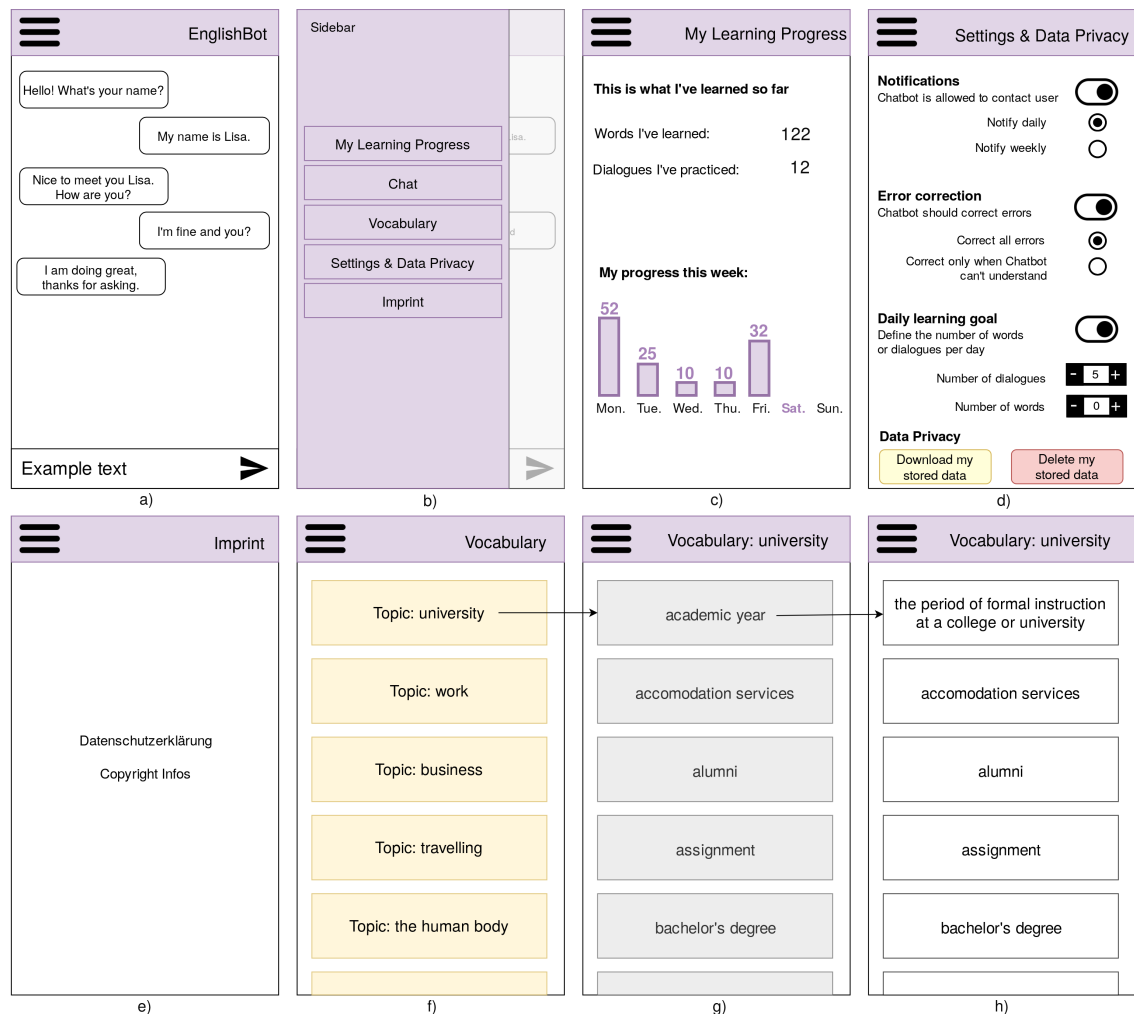 EnglishBot
Hello! What's your name?
My name is Lisa.
Nice to meet you Lisa.
How are you?
I'm fine and you?
I am doing great,
thanks for asking.
Example text
a)
Sidebar
My Learning Progress
Chat
Vocabulary
Settings & Data Privacy
Imprint
isa.
d
b)
My Learning Progress
This is what I've learned so far
Words I've learned: 122
Dialogues I've practiced: 12
My progress this week:
52 25 10 10 32
Mon. Tue. Wed. Thu. Fri. Sat. Sun.
c)
Settings & Data Privacy
Notifications
Chatbot is allowed to contact user
Notify daily
Notify weekly
Error correction
Chatbot should correct errors
Correct all errors
Correct only when Chatbot
can't understand
Daily learning goal
Define the number of words
or dialogues per day
Number of dialogues - 5 +
Number of words - 0 +
Data Privacy
Download my
stored data
Delete my
stored data
d)
Imprint
Datenschutzerklärung
Copyright Infos
e)
Vocabulary
Topic: university
Topic: work
Topic: business
Topic: travelling
Topic: the human body
f)
Vocabulary: university
academic year
accomodation services
alumni
assignment
bachelor's degree
g)
Vocabulary: university
the period of formal instruction
at a college or university
accomodation services
alumni
assignment
bachelor's degree
h)